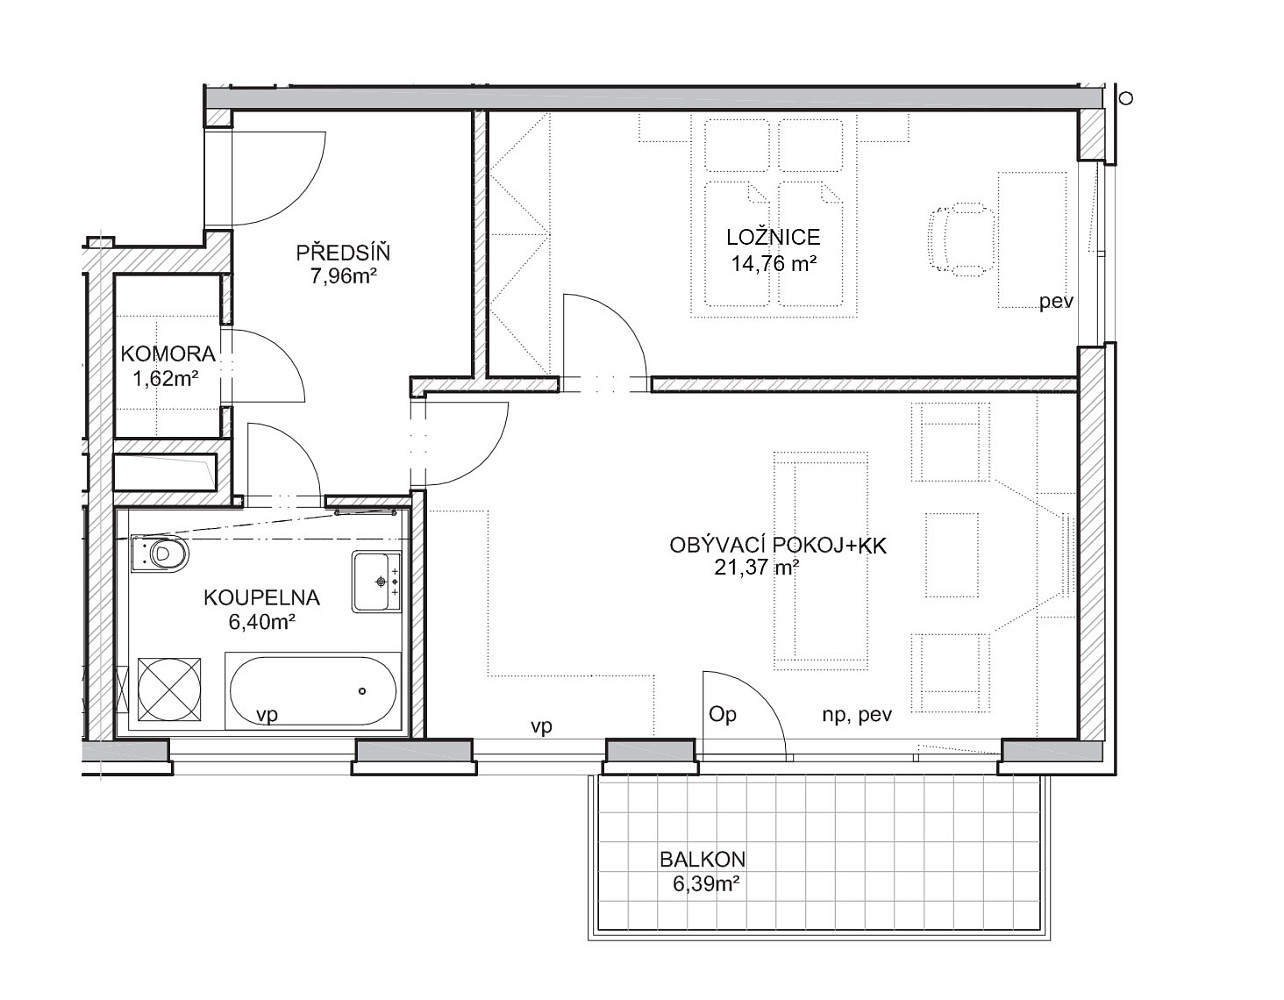 PŘEDSÍŇ
7,96m²
LOŽNICE
14,76 m²
pev
KOMORA
1,62m²
OBÝVACÍ POKOJ+KK
21,37 m²
KOUPELNA
6,40m²
vp
vp
Op
np, pev
BALKON
6,39m²